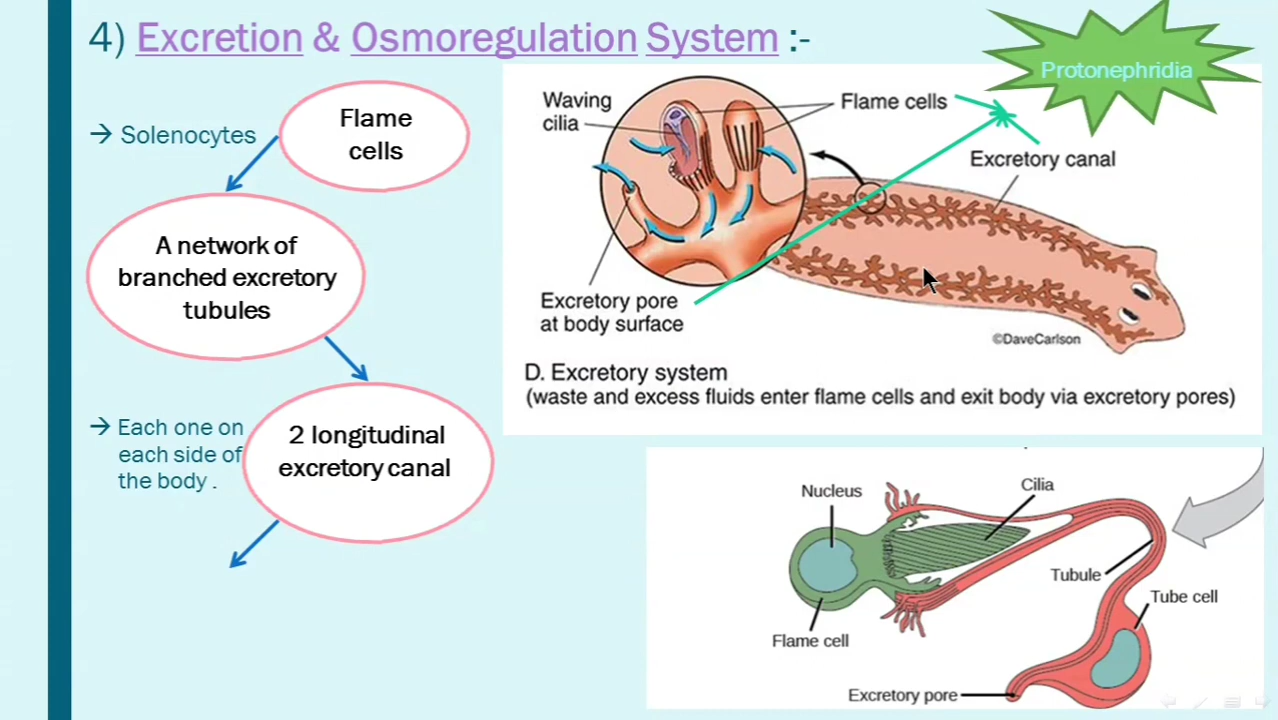 4) Excretion & Osmoregulation System :-
Protonephridia
→ Solenocytes
Flame
cells
A network of
branched excretory
tubules
→ Each one on
each side of
the body .
2 longitudinal
excretory canal
Waving
cilia
Flame cells
Excretory canal
Excretory pore
at body surface
©DaveCarlson
D. Excretory system
(waste and excess fluids enter flame cells and exit body via excretory pores)
Nucleus
Cilia
Tubule
Tube cell
Flame cell
Excretory pore